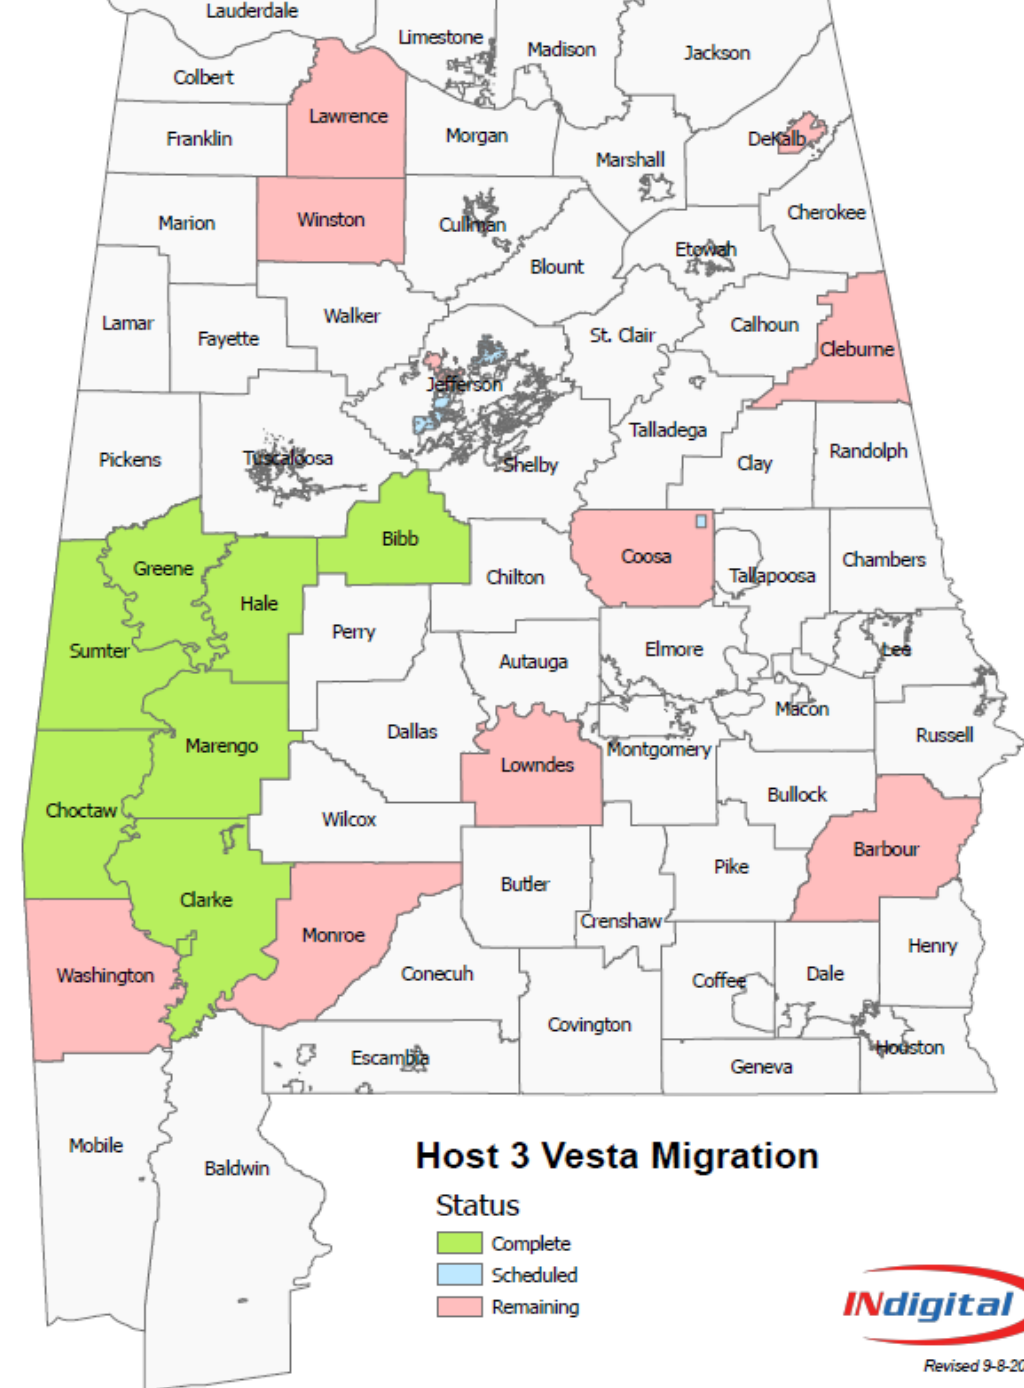 Lauderdale
Limestone
Madison
Jackson
Colbert
Lawrence
Franklin
Morgan
DeKalb
Marshall
Marion
Winston
Cullman
Cherokee
Etowah
Blount
Lamar
Walker
Fayette
St. Clair
Calhoun
Cleburne
Jefferson
Talladega
Pickens
Tuscaloosa
Shelby
Clay
Randolph
Bibb
Greene
Coosa
Chilton
Tallapoosa
Chambers
Hale
Perry
Sumter
Autauga
Elmore
Lee
Macon
Marengo
Dallas
Montgomery
Russell
Lowndes
Choctaw
Wilcox
Bullock
Barbour
Pike
Butler
Clarke
Crenshaw
Monroe
Henry
Washington
Conecuh
Coffee
Dale
Covington
Escambia
Geneva
Houston
Mobile
Baldwin
Host 3 Vesta Migration
Status
Complete
Scheduled
Remaining
INdigital
Revised 9-8-20